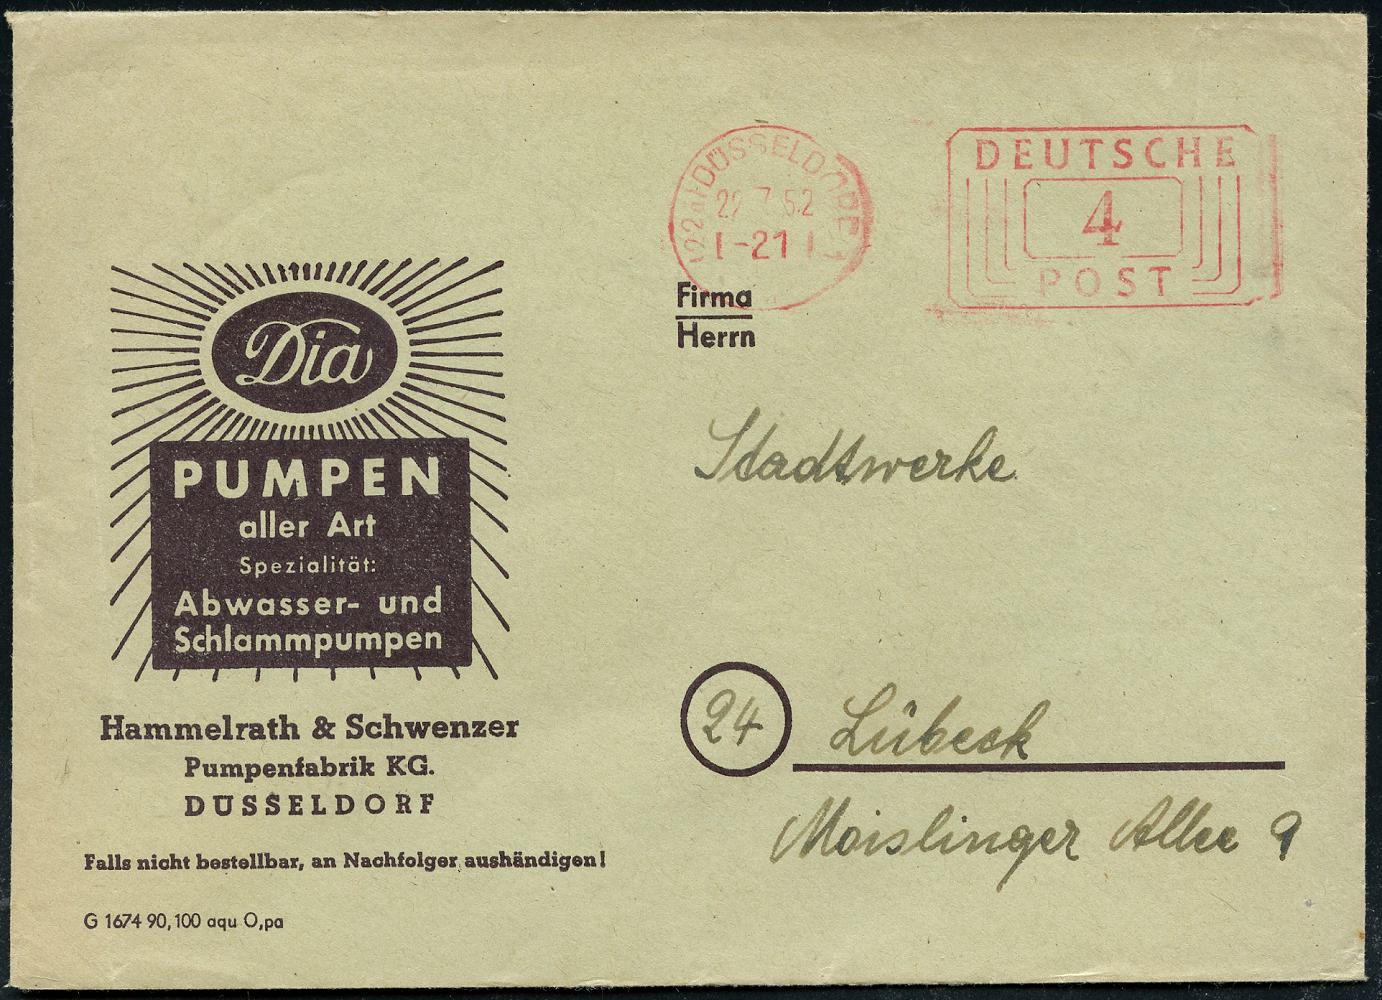 (22a) DÜSSELDORF 1
7.52
-21
DEUTSCHE
4
POST
Firma
Herrn
Dia
PUMPEN
aller Art
Spezialität:
Abwasser- und
Schlammpumpen
Hammelrath & Schwenzer
Pumpenfabrik KG.
DÜSSELDORF
Falls nicht bestellbar, an Nachfolger aushändigen!
G 1674 90, 100 aqu O,pa
Stadtwerke
24 Lübeck
Moislinger Allee 9